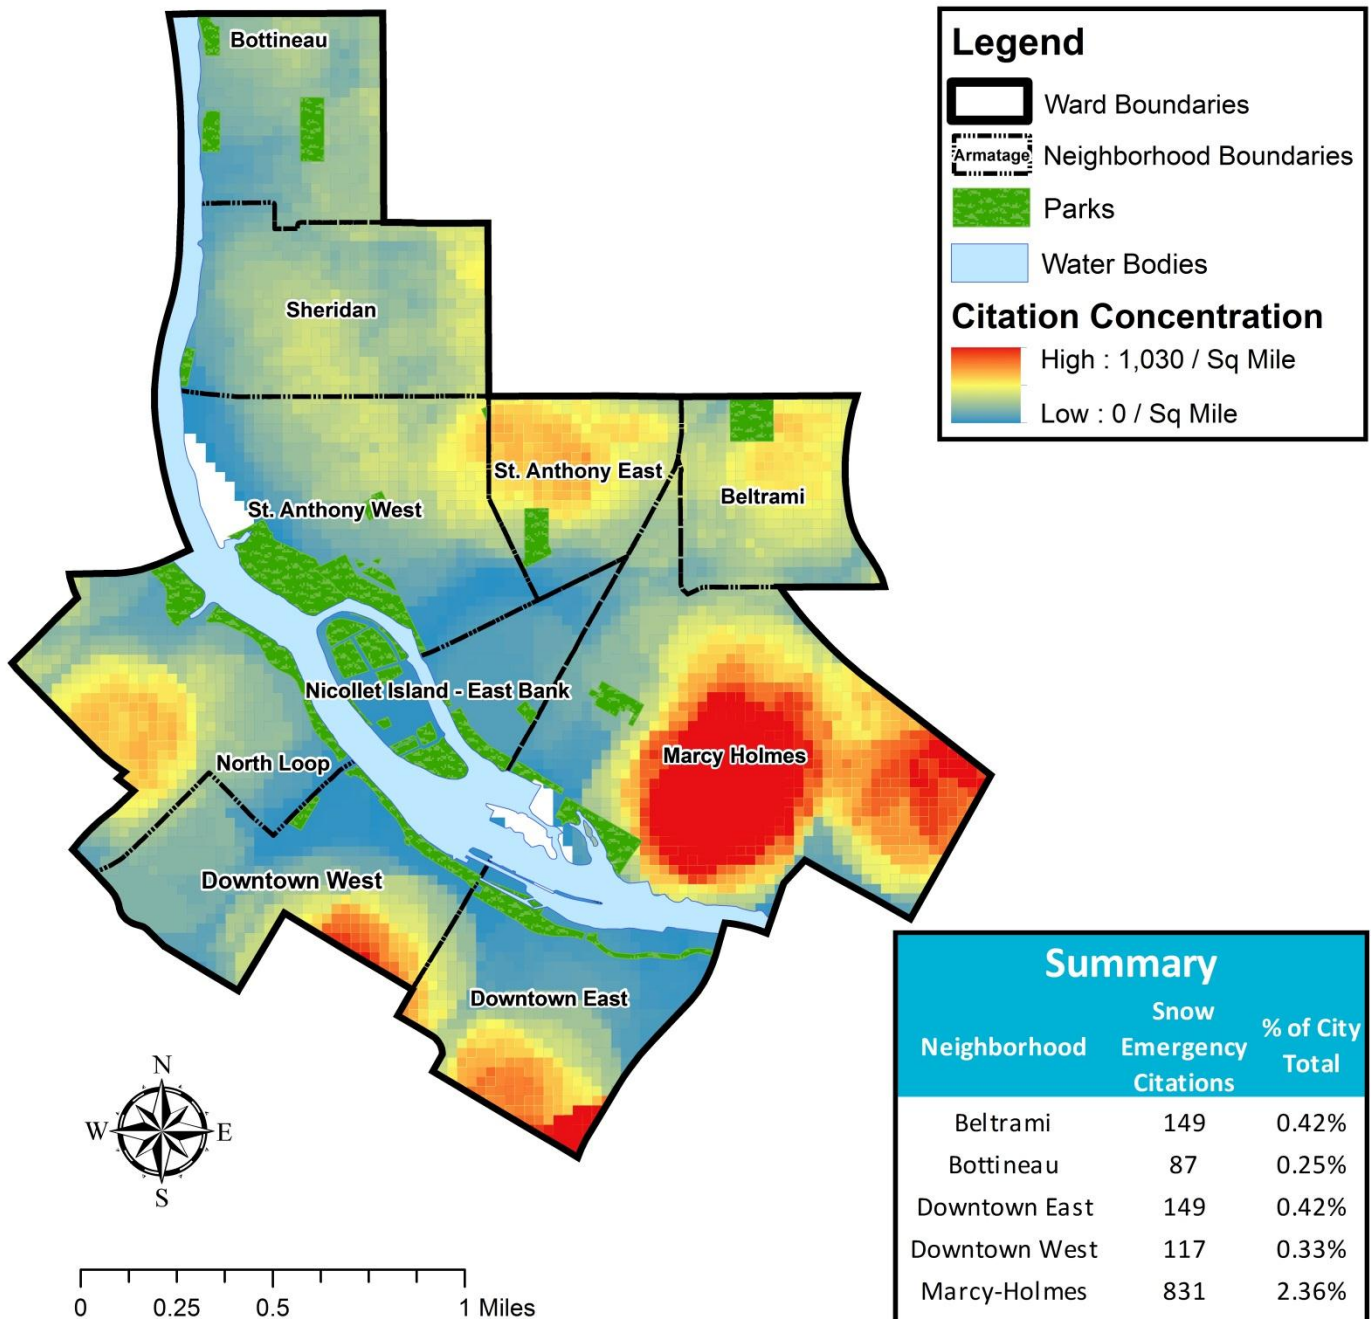 Bottineau
Sheridan
St. Anthony East
Beltrami
St. Anthony West
Nicollet Island - East Bank
Marcy Holmes
North Loop
Downtown West
Downtown East
Legend
Ward Boundaries
Armatage Neighborhood Boundaries
Parks
Water Bodies
Citation Concentration
High : 1,030 / Sq Mile
Low : 0 / Sq Mile
N
W E
S
0 0.25 0.5 1 Miles
Summary
Neighborhood Snow Emergency Citations % of City Total
Beltrami 149 0.42%
Bottineau 87 0.25%
Downtown East 149 0.42%
Downtown West 117 0.33%
Marcy-Holmes 831 2.36%